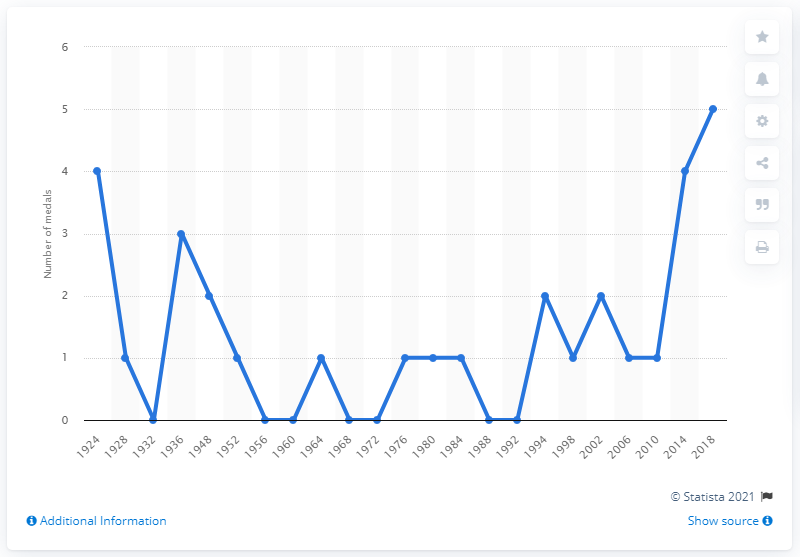 6
5
4
3
2
1
0
Number of medals
1924 1928 1932 1936 1948 1952 1956 1960 1964 1968 1972 1976 1980 1984 1988 1992 1994 1998 2002 2006 2010 2014 2018
© Statista 2021
Additional Information
Show source